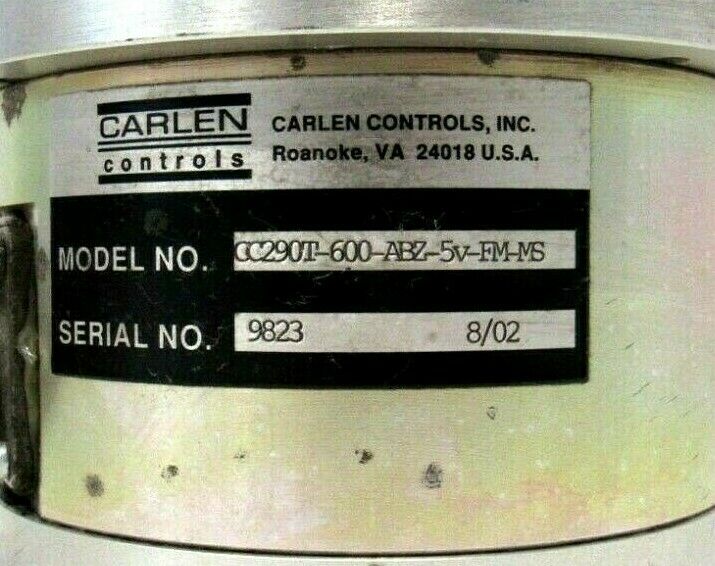 CARLEN
controls
CARLEN CONTROLS, INC.
Roanoke, VA 24018 U.S.A.
MODEL NO. CC290T-600-ABZ-5v-FM-MS
SERIAL NO. 9823 8/02